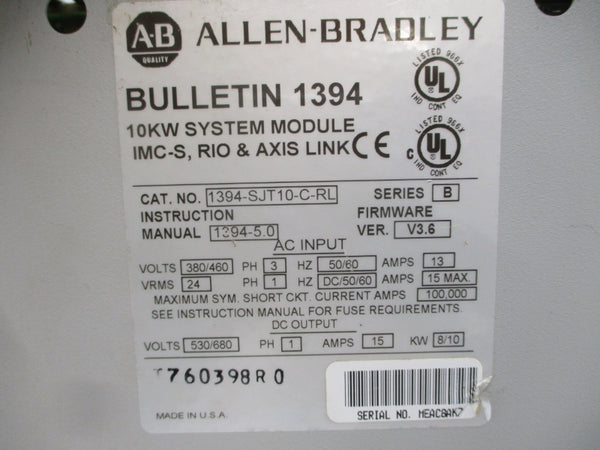 A-B QUALITY ALLEN-BRADLEY
LISTED 966X
UL
IND CONT EQ
BULLETIN 1394
10KW SYSTEM MODULE
IMC-S, RIO & AXIS LINK CE
LISTED 966X
C UL
IND CONT EQ
CAT. NO. 1394-SJT10-C-RL SERIES B
INSTRUCTION FIRMWARE
MANUAL 1394-5.0 VER. V3.6
AC INPUT
VOLTS 380/460 PH 3 HZ 50/60 AMPS 13
VRMS 24 PH 1 HZ DC/50/60 AMPS 15 MAX.
MAXIMUM SYM. SHORT CKT. CURRENT AMPS 100,000
SEE INSTRUCTION MANUAL FOR FUSE REQUIREMENTS.
DC OUTPUT
VOLTS 530/680 PH 1 AMPS 15 KW 8/10
760398R0
MADE IN U.S.A.
SERIAL NO.